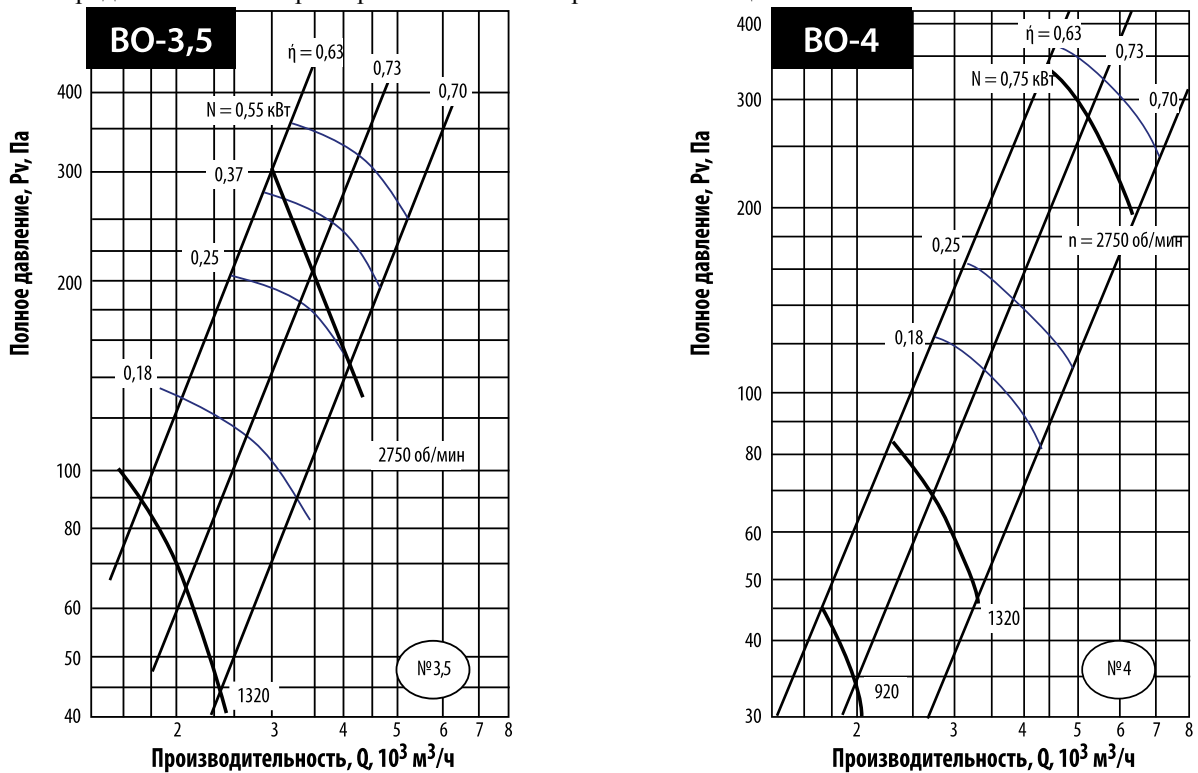 ВО-3,5
ή = 0,63
0,73
0,70
N = 0,55 кВт
0,37
0,25
0,18
400
300
200
100
80
60
50
40
Полное давление, Pv, Па
2750 об/мин
1320
№3,5
2 3 4 5 6 7 8
Производительность, Q, 10³ м³/ч
ВО-4
ή = 0,63
0,73
N = 0,75 кВт
0,70
0,25
0,18
400
300
200
100
80
60
50
40
30
Полное давление, Pv, Па
n = 2750 об/мин
1320
920
№4
2 3 4 5 6 7 8
Производительность, Q, 10³ м³/ч